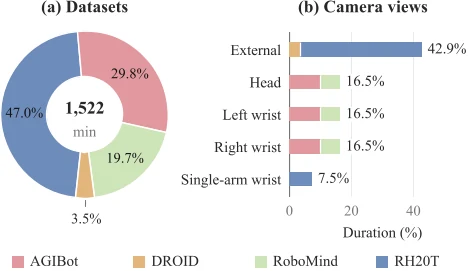 (a) Datasets
29.8%
47.0%
1,522
min
19.7%
3.5%
(b) Camera views
External
42.9%
Head
16.5%
Left wrist
16.5%
Right wrist
16.5%
Single-arm wrist
7.5%
0
20
40
Duration (%)
AGIBot
DROID
RoboMind
RH20T